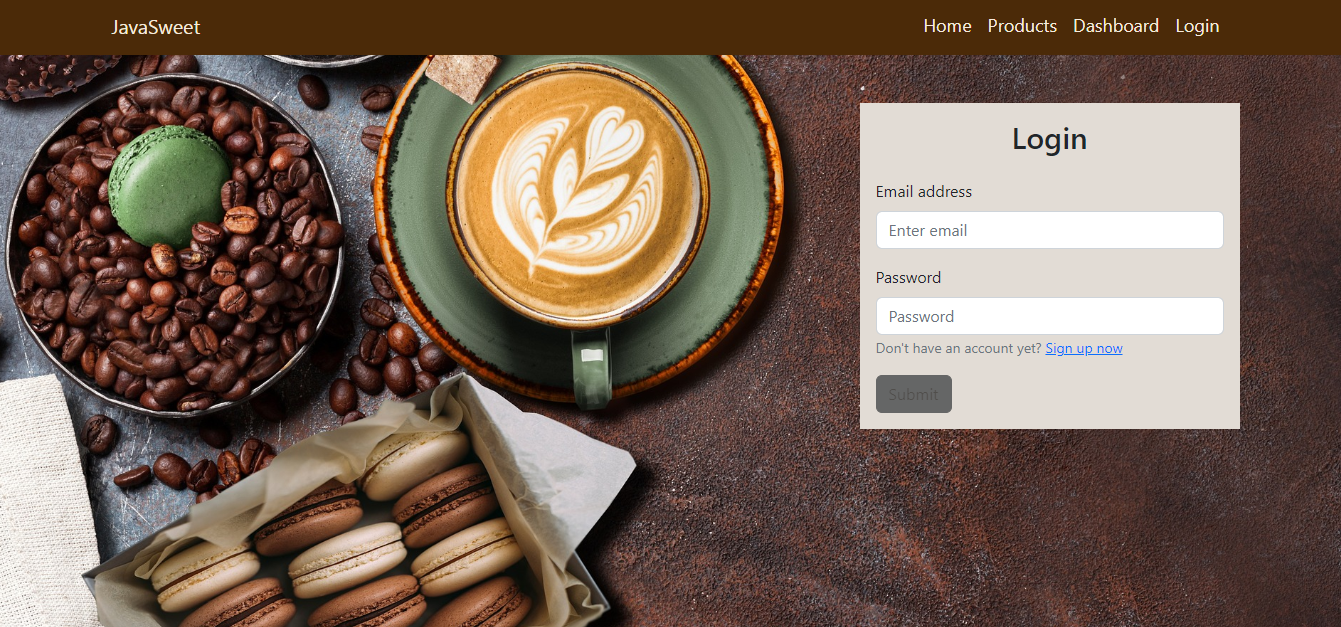 JavaSweet
Home Products Dashboard Login
Login
Email address
Enter email
Password
Password
Don't have an account yet? Sign up now
Submit